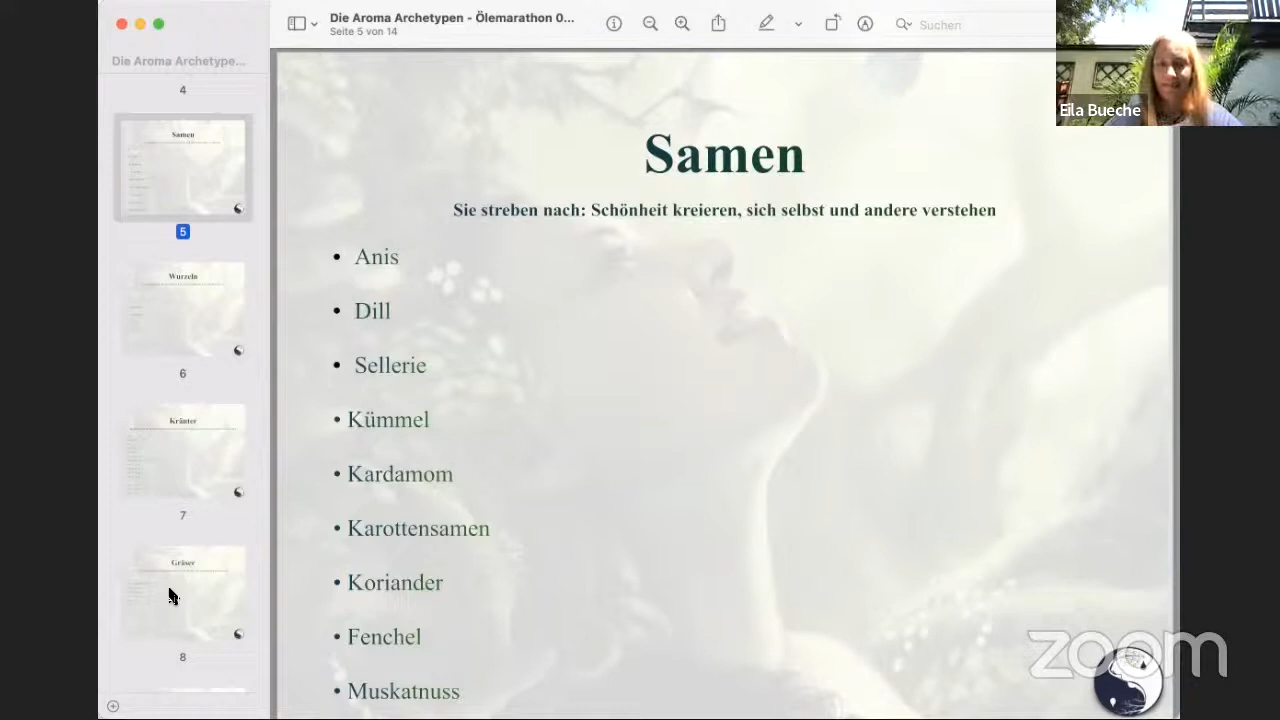 Die Aroma Archetypen - Ölemarathon 0...
Seite 5 von 14
Suchen
Die Aroma Archetype...
4
Samen
5
Wurzeln
6
Kräuter
7
Gräser
8
Samen
Sie streben nach: Schönheit kreieren, sich selbst und andere verstehen
• Anis
• Dill
• Sellerie
• Kümmel
• Kardamom
• Karottensamen
• Koriander
• Fenchel
• Muskatnuss
Eila Bueche
zoom